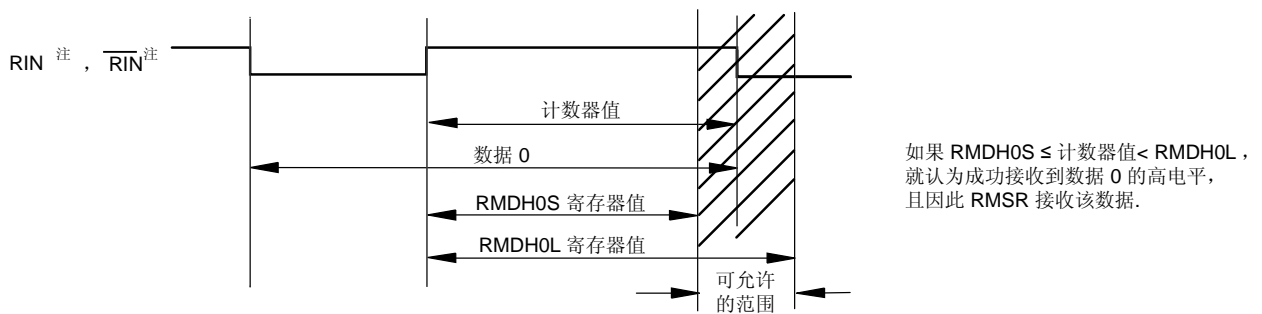 RIN 注 , RIN注
计数器值
数据 0
RMDH0S 寄存器值
RMDH0L 寄存器值
可允许
的范围
如果 RMDH0S ≤ 计数器值< RMDH0L ,
就认为成功接收到数据 0 的高电平,
且因此 RMSR 接收该数据.